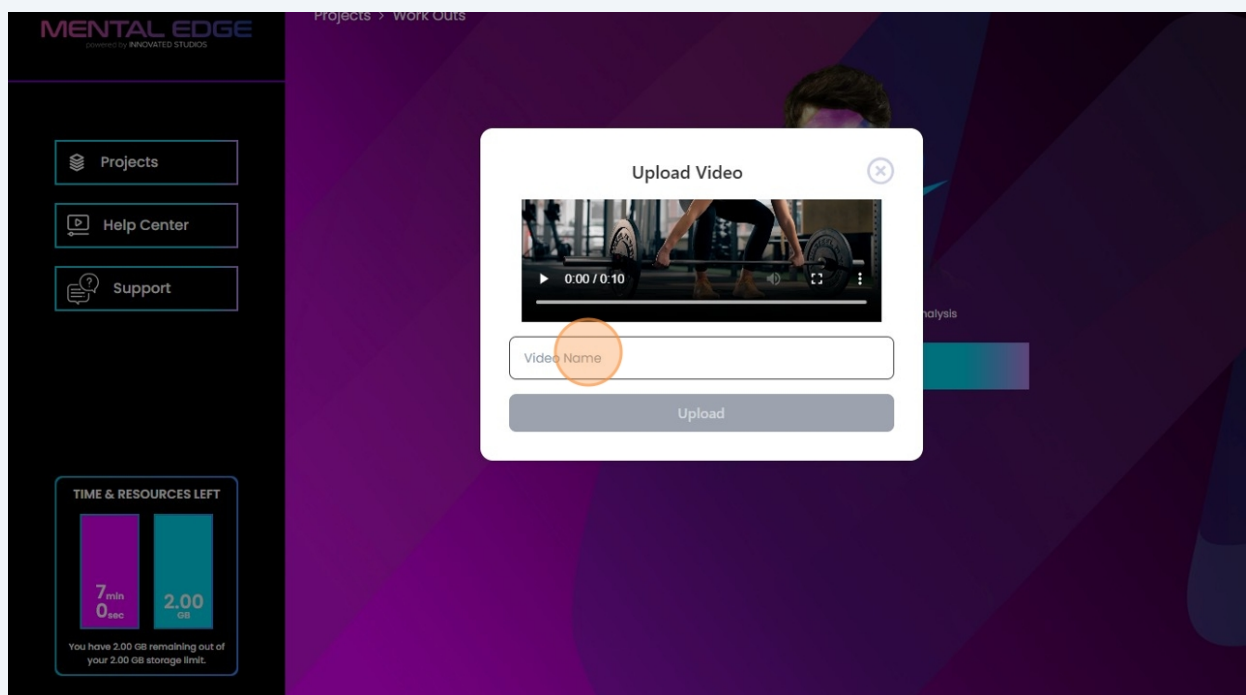 Projects > Work Outs
MENTAL EDGE
powered by INNOVATED STUDIOS
Projects
Help Center
Support
Upload Video
0:00 / 0:10
Video Name
Upload
nalysis
TIME & RESOURCES LEFT
7min
0sec
2.00
GB
You have 2.00 GB remaining out of
your 2.00 GB storage limit.